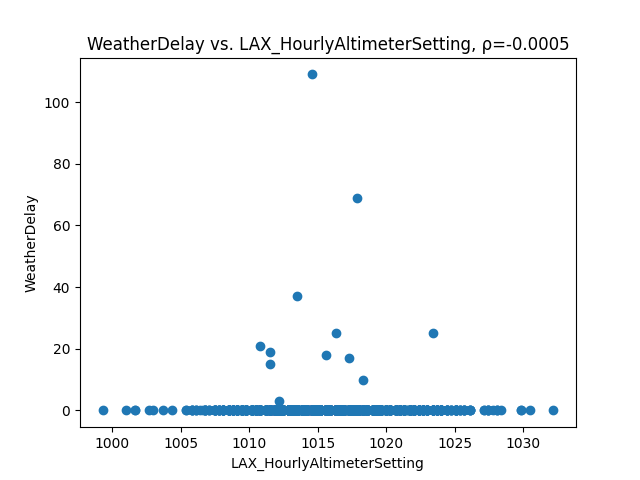 WeatherDelay vs. LAX_HourlyAltimeterSetting, ρ=-0.0005
WeatherDelay
100
80
60
40
20
0
1000 1005 1010 1015 1020 1025 1030
LAX_HourlyAltimeterSetting